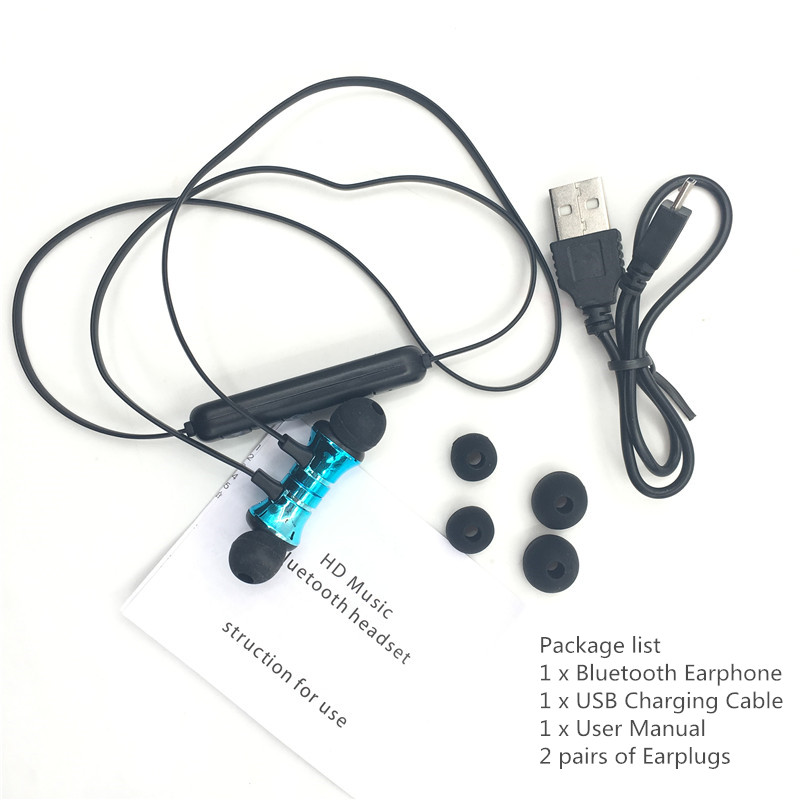 HD Music
luetooth headset
struction for use
Package list
1 x Bluetooth Earphone
1 x USB Charging Cable
1 x User Manual
2 pairs of Earplugs